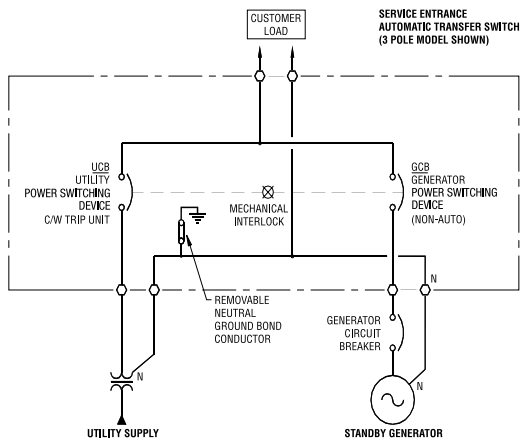 CUSTOMER
LOAD
SERVICE ENTRANCE
AUTOMATIC TRANSFER SWITCH
(3 POLE MODEL SHOWN)
UCB
UTILITY
POWER SWITCHING
DEVICE
C/W TRIP UNIT
MECHANICAL
INTERLOCK
GCB
GENERATOR
POWER SWITCHING
DEVICE
(NON-AUTO)
N
REMOVABLE
NEUTRAL
GROUND BOND
CONDUCTOR
GENERATOR
CIRCUIT
BREAKER
N
N
UTILITY SUPPLY
STANDBY GENERATOR